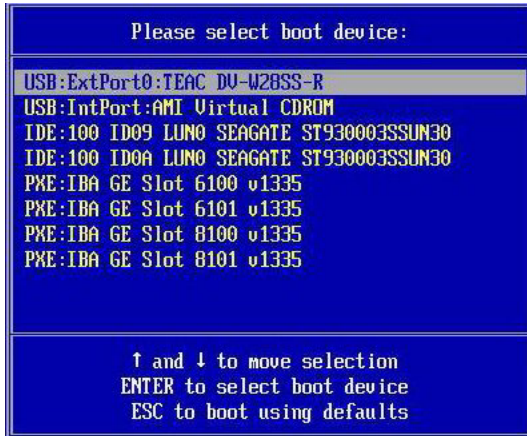 Please select boot device:
USB:ExtPort0:TEAC DV-W28SS-R
USB:IntPort:AMI Virtual CDROM
IDE:100 ID09 LUN0 SEAGATE ST930003SSUN30
IDE:100 ID0A LUN0 SEAGATE ST930003SSUN30
PXE:IBA GE Slot 6100 v1335
PXE:IBA GE Slot 6101 v1335
PXE:IBA GE Slot 8100 v1335
PXE:IBA GE Slot 8101 v1335
↑ and ↓ to move selection
ENTER to select boot device
ESC to boot using defaults